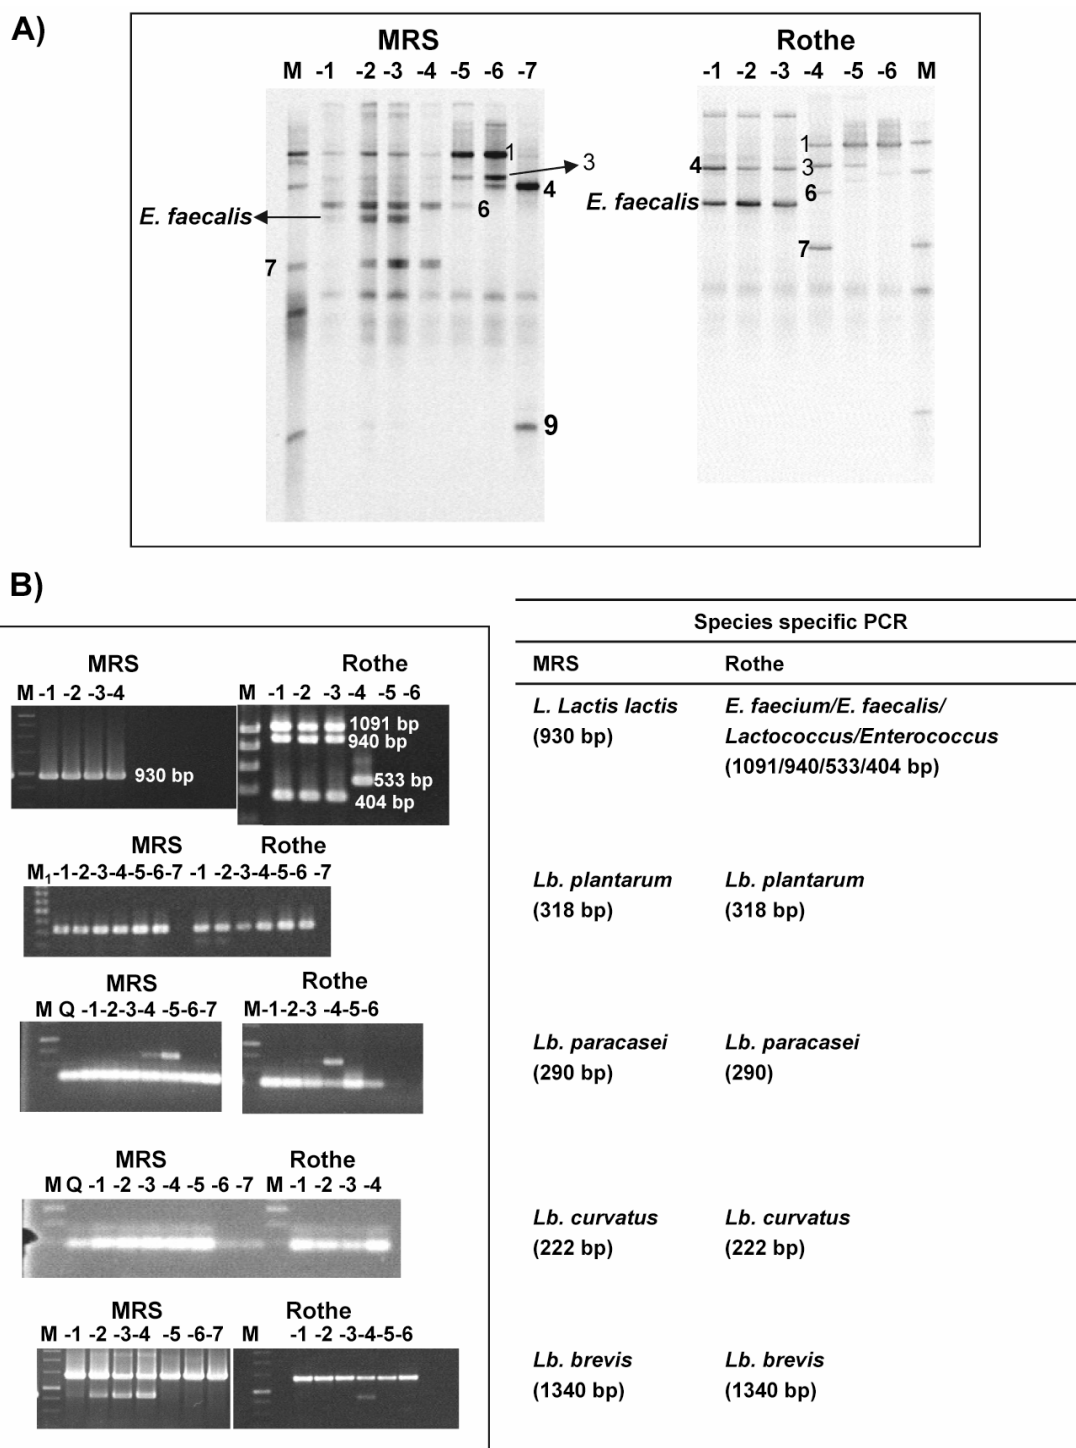 A)
MRS
Rothe
M -1 -2 -3 -4 -5 -6 -7
-1 -2 -3 -4 -5 -6 M
1
3
4
6
E. faecalis
7
9
1
4
3
6
E. faecalis
7
B)
MRS
Rothe
M -1 -2 -3-4
M -1 -2 -3 -4 -5 -6
930 bp
1091 bp
940 bp
533 bp
404 bp
MRS
Rothe
M1-1-2-3-4-5-6-7 -1 -2-3-4-5-6 -7
MRS
Rothe
M Q -1-2-3-4 -5-6-7
M-1-2-3 -4-5-6
MRS
Rothe
M Q -1 -2 -3 -4 -5 -6 -7 M -1 -2 -3 -4
MRS
Rothe
M -1 -2 -3-4 -5 -6-7 M -1 -2 -3-4-5-6
Species specific PCR
MRS Rothe
L. Lactis lactis E. faecium/E. faecalis/
(930 bp) Lactococcus/Enterococcus
(1091/940/533/404 bp)
Lb. plantarum Lb. plantarum
(318 bp) (318 bp)
Lb. paracasei Lb. paracasei
(290 bp) (290)
Lb. curvatus Lb. curvatus
(222 bp) (222 bp)
Lb. brevis Lb. brevis
(1340 bp) (1340 bp)